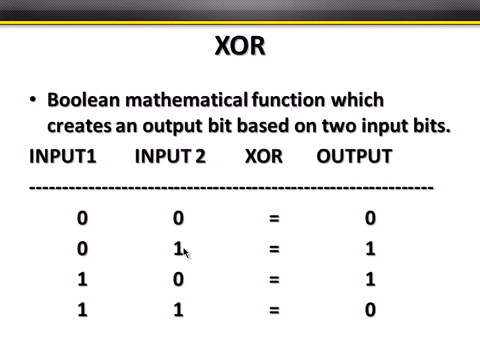 XOR
• Boolean mathematical function which
creates an output bit based on two input bits.
INPUT1 INPUT 2 XOR OUTPUT
-------------------------------------------------------------
0 0 = 0
0 1 = 1
1 0 = 1
1 1 = 0